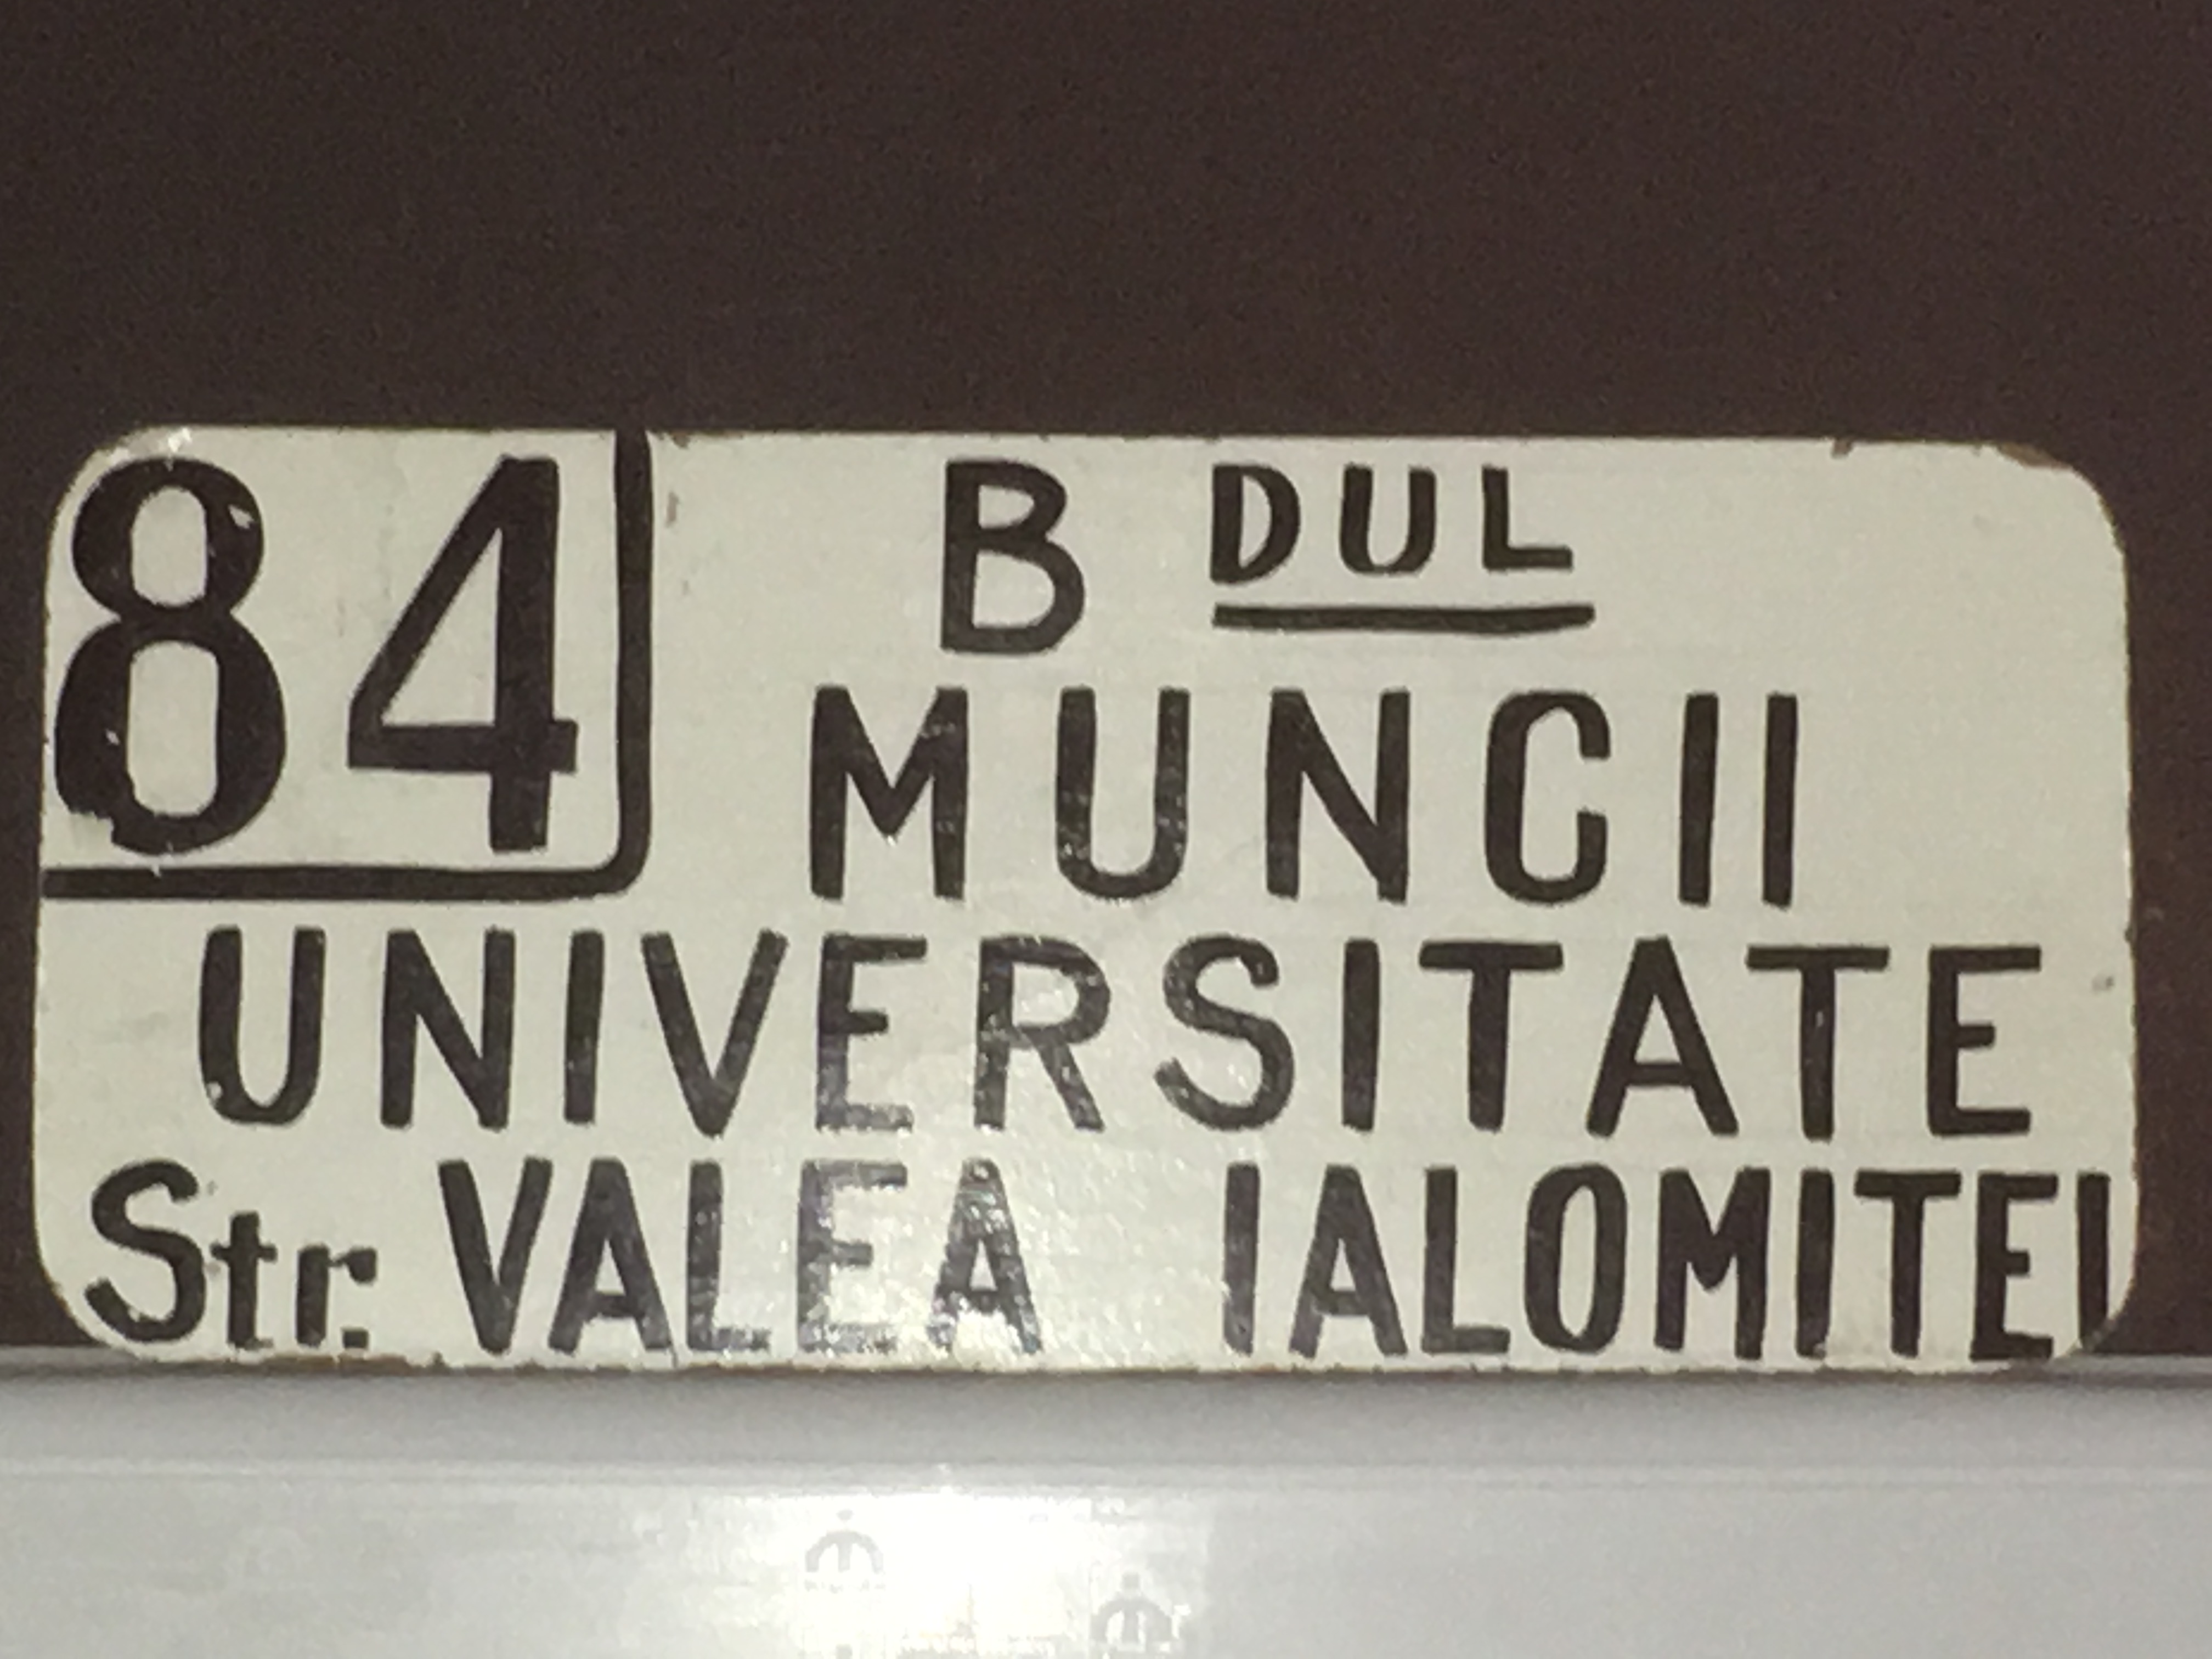 84
B DUL
MUNCII
UNIVERSITATE
Str. VALEA IALOMITEI